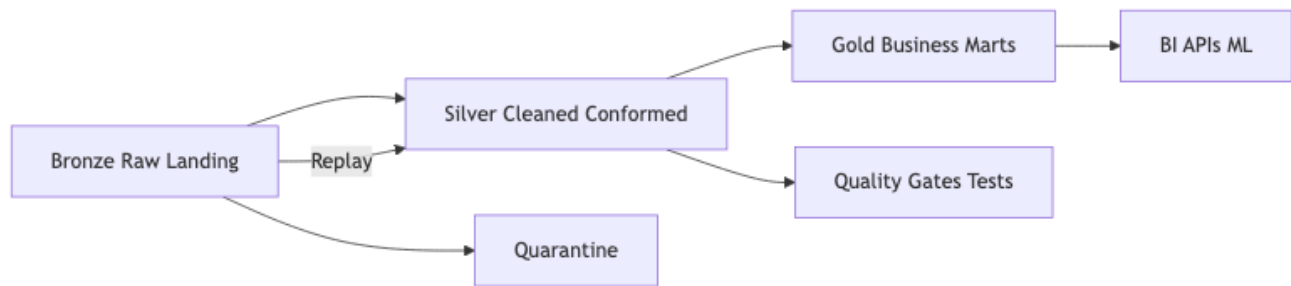 Bronze Raw Landing
Replay
Silver Cleaned Conformed
Quarantine
Gold Business Marts
Quality Gates Tests
BI APIs ML